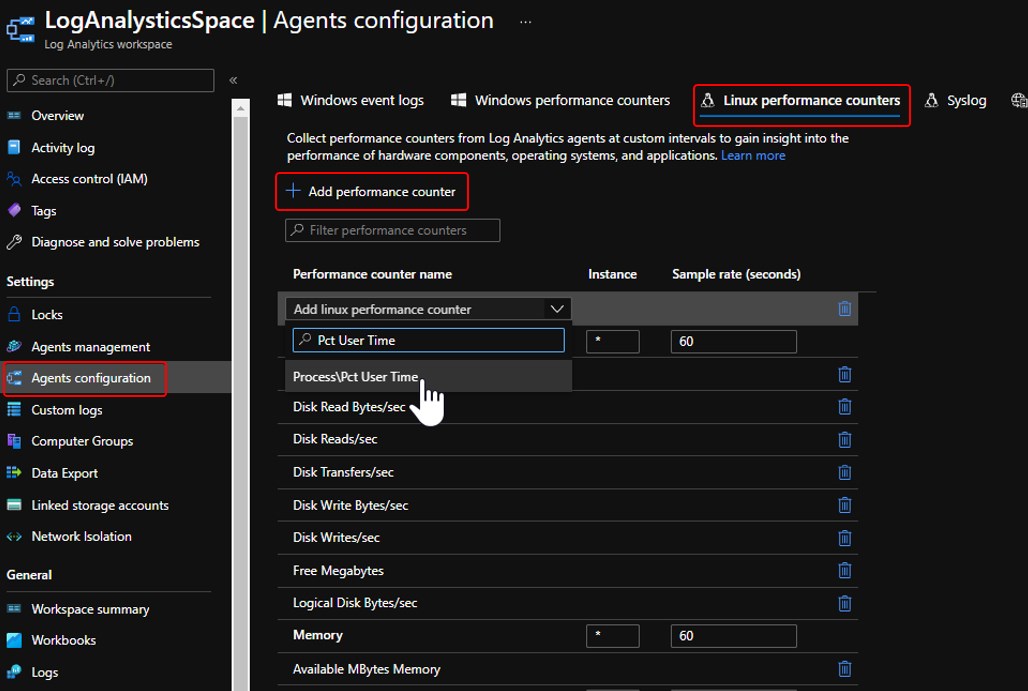 LogAnalysticsSpace | Agents configuration ...
Log Analytics workspace
Search (Ctrl+/)
«
Overview
Activity log
Access control (IAM)
Tags
Diagnose and solve problems
Settings
Locks
Agents management
Agents configuration
Custom logs
Computer Groups
Data Export
Linked storage accounts
Network Isolation
General
Workspace summary
Workbooks
Logs
Windows event logs Windows performance counters Linux performance counters Syslog
Collect performance counters from Log Analytics agents at custom intervals to gain insight into the
performance of hardware components, operating systems, and applications. Learn more
+ Add performance counter
Filter performance counters
Performance counter name Instance Sample rate (seconds)
Add linux performance counter
Pct User Time * 60
Process\Pct User Time
Disk Read Bytes/sec
Disk Reads/sec
Disk Transfers/sec
Disk Write Bytes/sec
Disk Writes/sec
Free Megabytes
Logical Disk Bytes/sec
Memory * 60
Available MBytes Memory